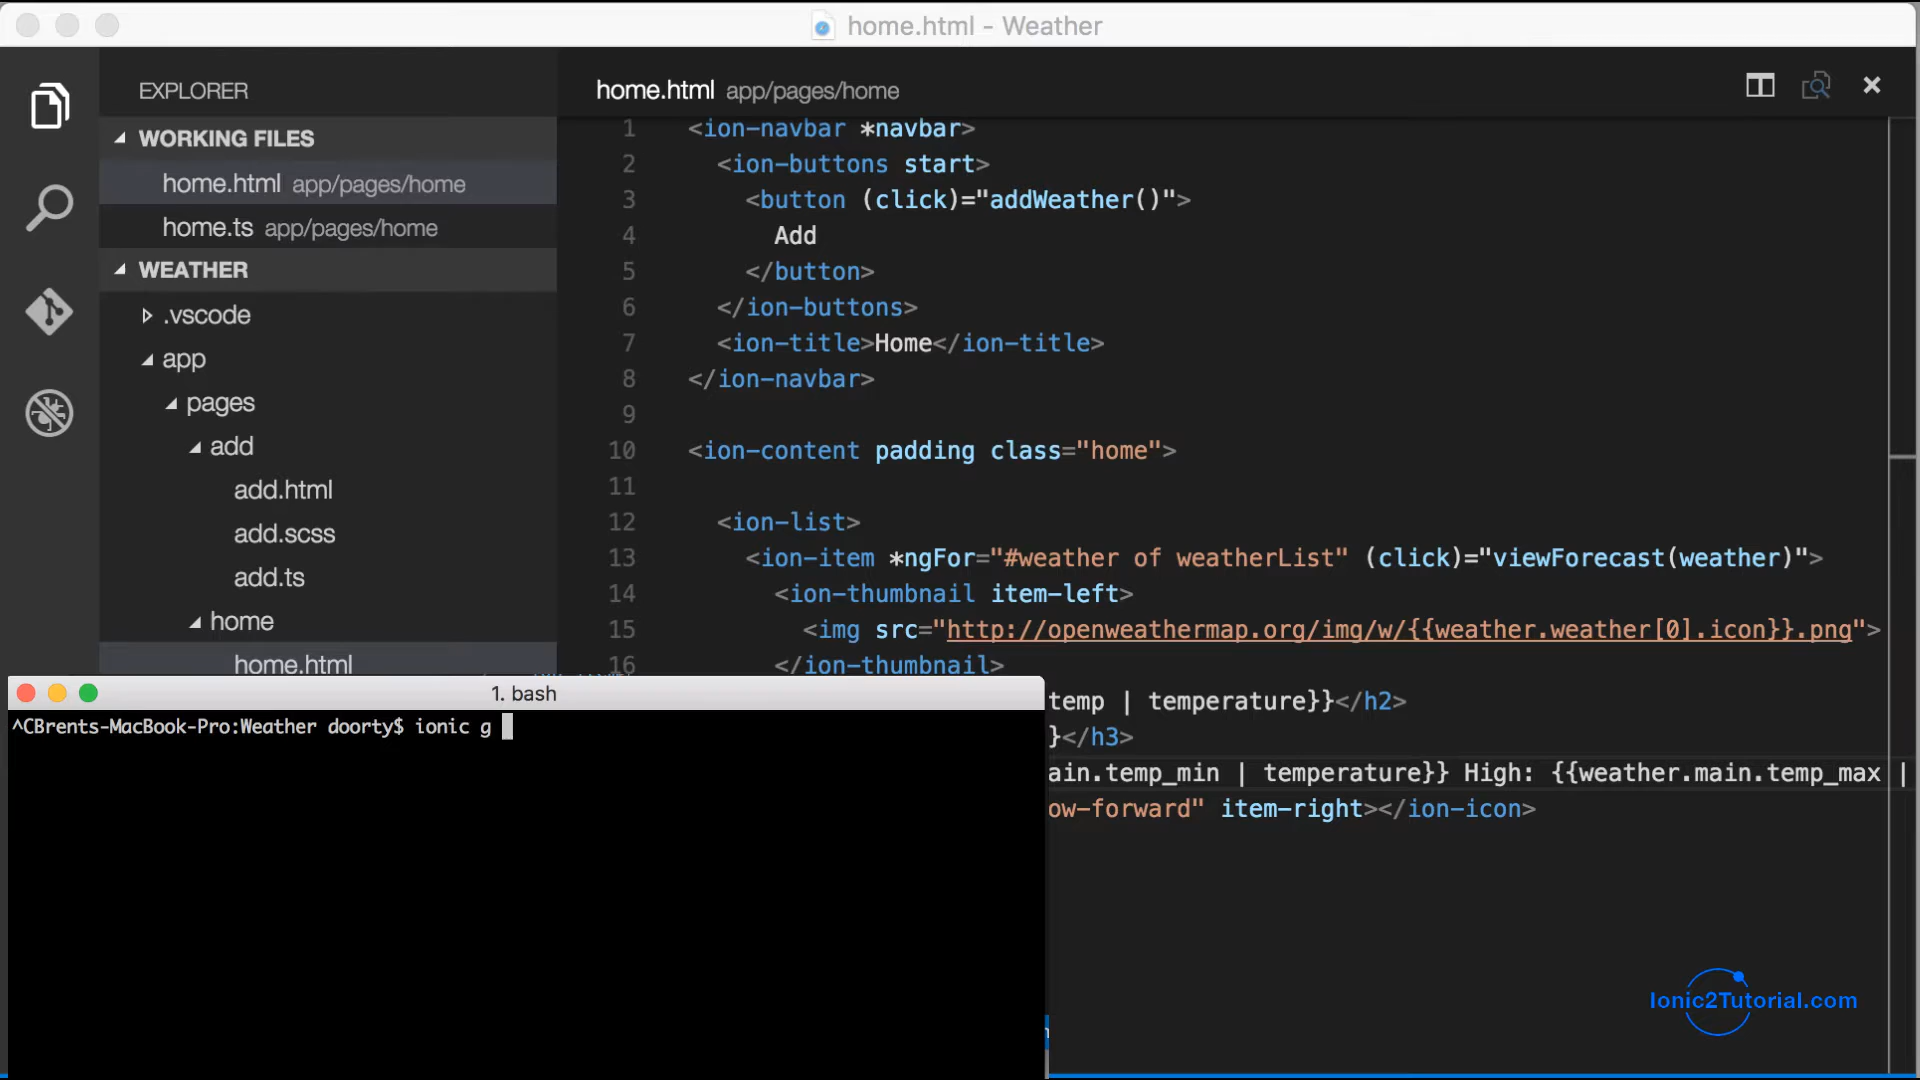 home.html - Weather
EXPLORER
WORKING FILES
home.html app/pages/home
home.ts app/pages/home
WEATHER
.vscode
app
pages
add
add.html
add.scss
add.ts
home
home.html
home.html app/pages/home
1 <ion-navbar *navbar>
2 <ion-buttons start>
3 <button (click)="addWeather()">
4 Add
5 </button>
6 </ion-buttons>
7 <ion-title>Home</ion-title>
8 </ion-navbar>
9
10 <ion-content padding class="home">
11
12 <ion-list>
13 <ion-item *ngFor="#weather of weatherList" (click)="viewForecast(weather)">
14 <ion-thumbnail item-left>
15 <img src="http://openweathermap.org/img/w/{{weather.weather[0].icon}}.png">
16 </ion-thumbnail>
temp | temperature}}</h2>
}</h3>
ain.temp_min | temperature}} High: {{weather.main.temp_max |
ow-forward" item-right></ion-icon>
1. bash
^CBrents-MacBook-Pro:Weather doorty$ ionic g
Ionic2Tutorial.com